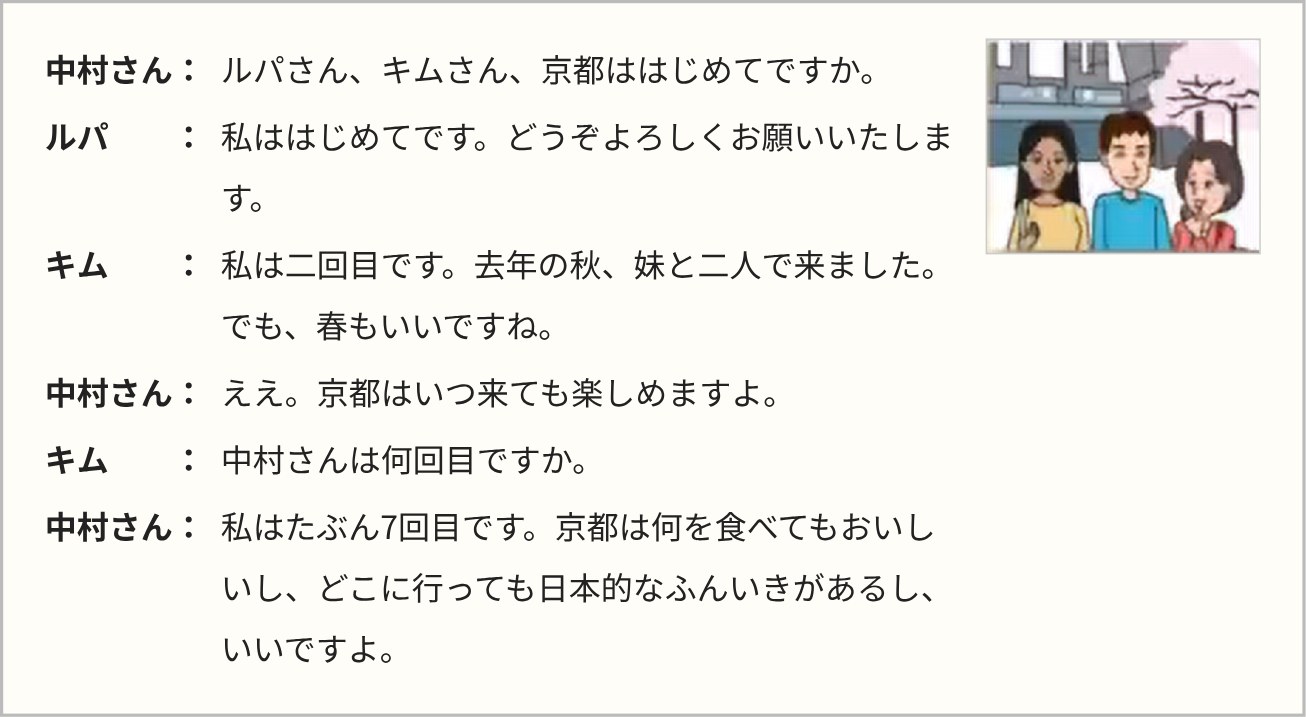 中村さん： ルパさん、キムさん、京都ははじめてですか。
ルパ　　： 私ははじめてです。どうぞよろしくお願いいたしま
す。
キム　　： 私は二回目です。去年の秋、妹と二人で来ました。
でも、春もいいですね。
中村さん： ええ。京都はいつ来ても楽しめますよ。
キム　　： 中村さんは何回目ですか。
中村さん： 私はたぶん7回目です。京都は何を食べてもおいし
いし、どこに行っても日本的なふんいきがあるし、
いいですよ。